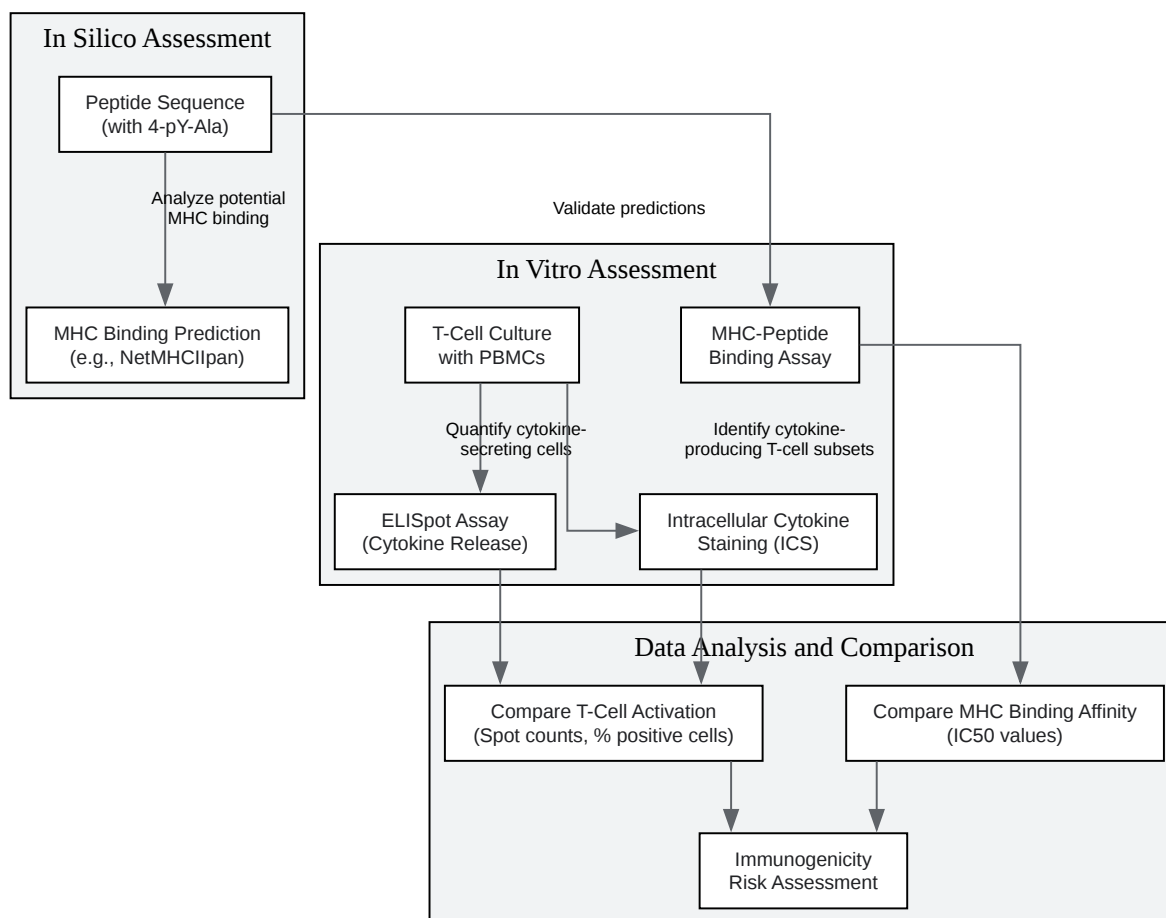 In Silico Assessment
Peptide Sequence
(with 4-pY-Ala)
Analyze potential
MHC binding
Validate predictions
MHC Binding Prediction
(e.g., NetMHCIIpan)
In Vitro Assessment
T-Cell Culture
with PBMCs
MHC-Peptide
Binding Assay
Quantify cytokine-
secreting cells
Identify cytokine-
producing T-cell subsets
ELISpot Assay
(Cytokine Release)
Intracellular Cytokine
Staining (ICS)
Data Analysis and Comparison
Compare T-Cell Activation
(Spot counts, % positive cells)
Compare MHC Binding Affinity
(IC50 values)
Immunogenicity
Risk Assessment